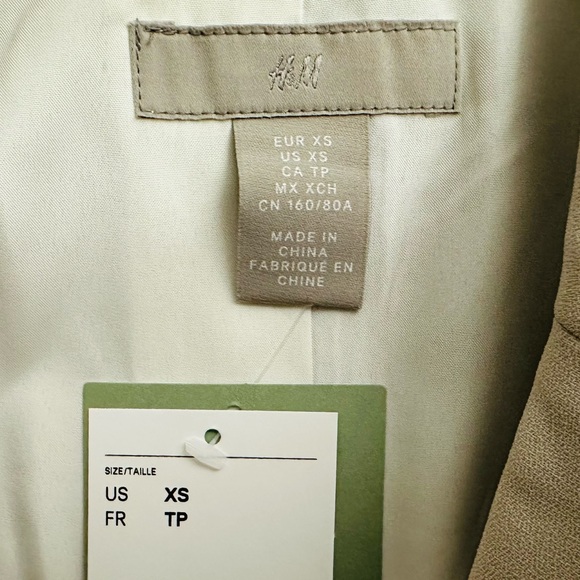 H&M
EUR XS
US XS
CA TP
MX XCH
CN 160/80A
MADE IN
CHINA
FABRIQUÉ EN
CHINE
SIZE/TAILLE
US XS
FR TP